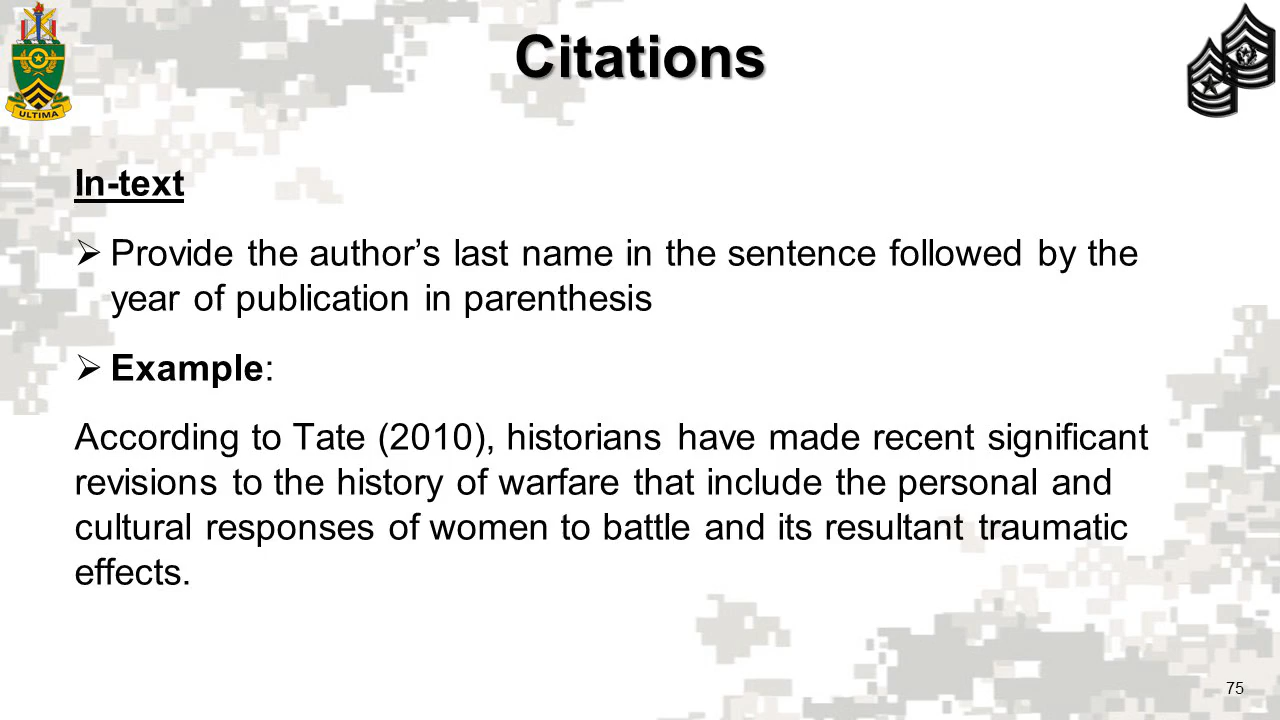 Citations
ULTIMA
In-text
➢ Provide the author’s last name in the sentence followed by the
year of publication in parenthesis
➢ Example:
According to Tate (2010), historians have made recent significant
revisions to the history of warfare that include the personal and
cultural responses of women to battle and its resultant traumatic
effects.
75